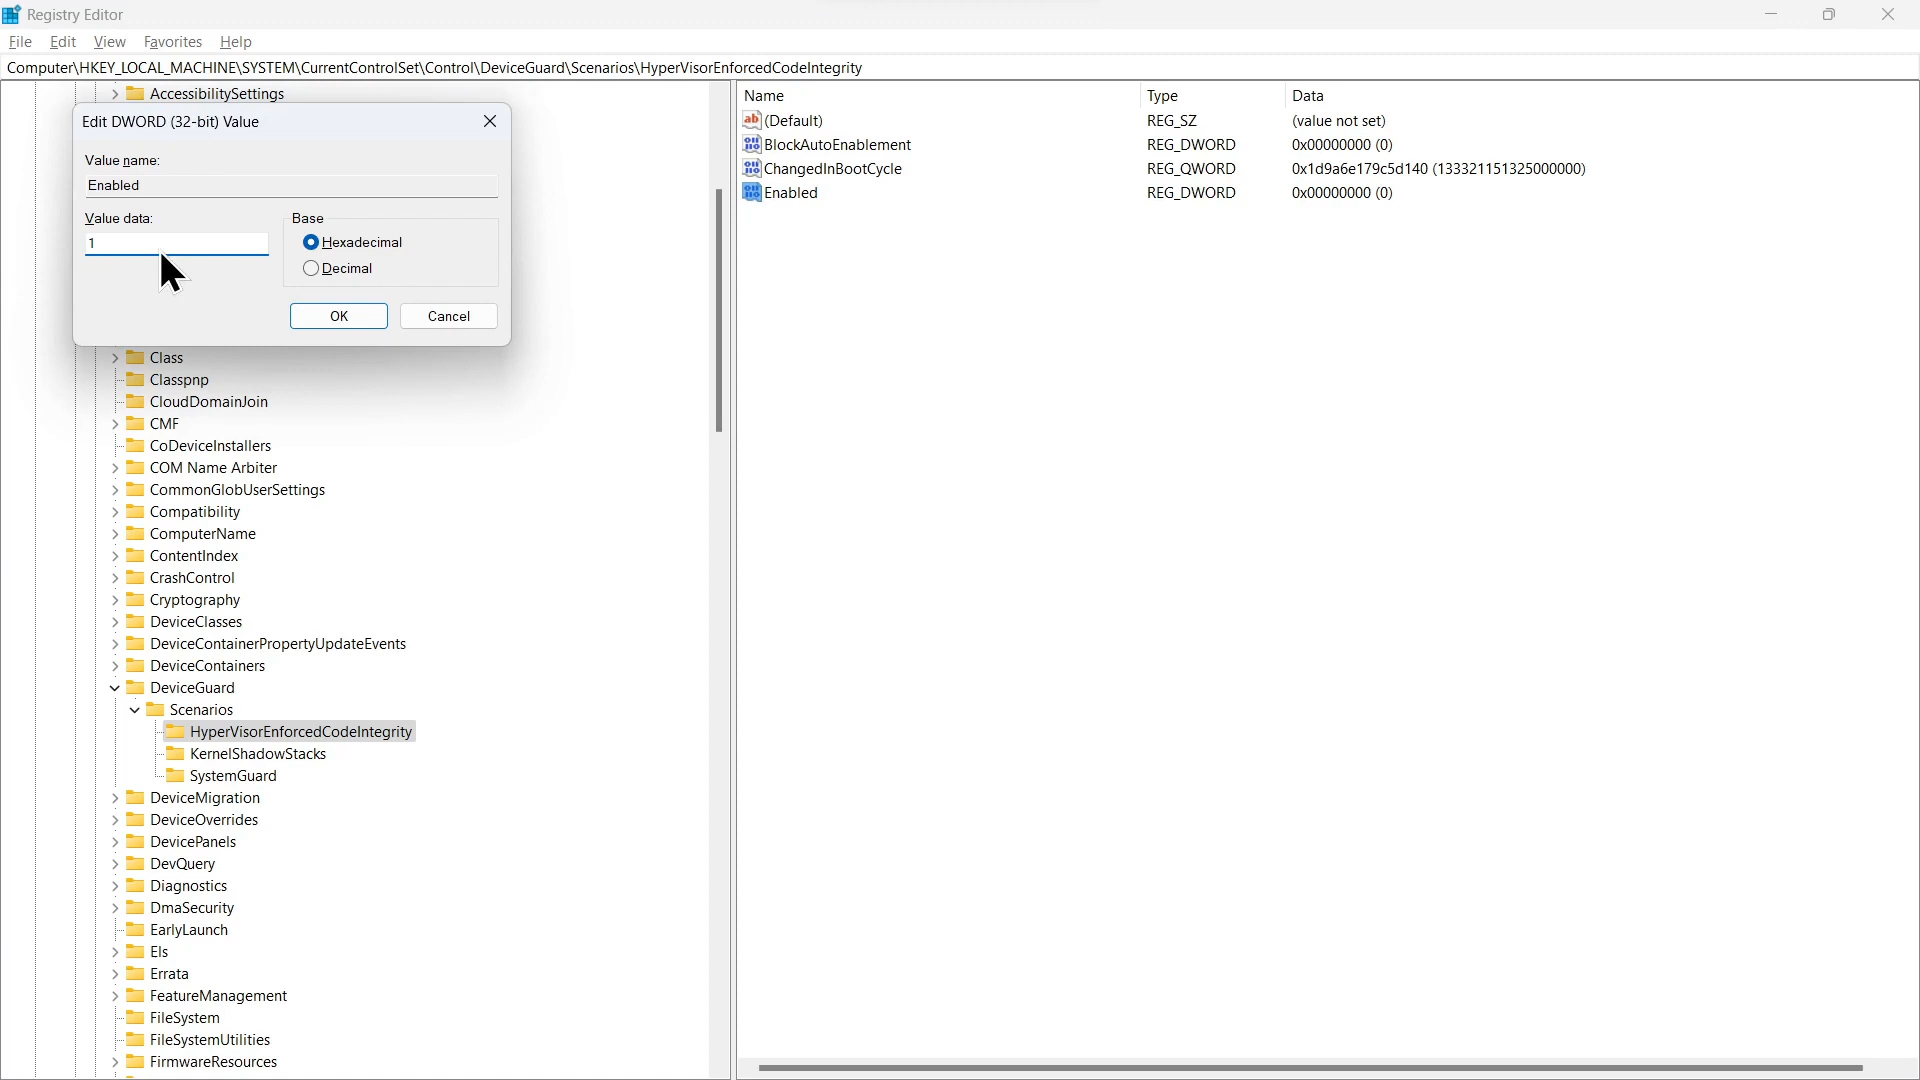 Registry Editor
File Edit View Favorites Help
Computer\HKEY_LOCAL_MACHINE\SYSTEM\CurrentControlSet\Control\DeviceGuard\Scenarios\HyperVisorEnforcedCodeIntegrity
AccessibilitySettings
Edit DWORD (32-bit) Value
Value name:
Enabled
Value data:
1
Base
Hexadecimal
Decimal
OK Cancel
Class
Classpnp
CloudDomainJoin
CMF
CoDeviceInstallers
COM Name Arbiter
CommonGlobUserSettings
Compatibility
ComputerName
ContentIndex
CrashControl
Cryptography
DeviceClasses
DeviceContainerPropertyUpdateEvents
DeviceContainers
DeviceGuard
Scenarios
HyperVisorEnforcedCodeIntegrity
KernelShadowStacks
SystemGuard
DeviceMigration
DeviceOverrides
DevicePanels
DevQuery
Diagnostics
DmaSecurity
EarlyLaunch
Els
Errata
FeatureManagement
FileSystem
FileSystemUtilities
FirmwareResources
Name Type Data
(Default) REG_SZ (value not set)
BlockAutoEnablement REG_DWORD 0x00000000 (0)
ChangedInBootCycle REG_QWORD 0x1d9a6e179c5d140 (133321151325000000)
Enabled REG_DWORD 0x00000000 (0)